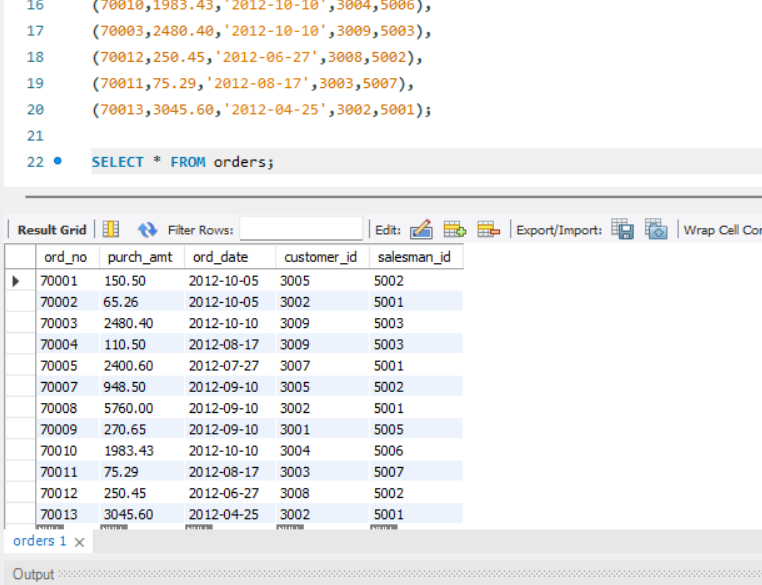 16 (70010,1983.43,'2012-10-10',3004,5006),
17 (70003,2480.40,'2012-10-10',3009,5003),
18 (70012,250.45,'2012-06-27',3008,5002),
19 (70011,75.29,'2012-08-17',3003,5007),
20 (70013,3045.60,'2012-04-25',3002,5001);
21
22 SELECT * FROM orders;
Result Grid Filter Rows: Edit: Export/Import: Wrap Cell Cor
ord_no purch_amt ord_date customer_id salesman_id
70001 150.50 2012-10-05 3005 5002
70002 65.26 2012-10-05 3002 5001
70003 2480.40 2012-10-10 3009 5003
70004 110.50 2012-08-17 3009 5003
70005 2400.60 2012-07-27 3007 5001
70007 948.50 2012-09-10 3005 5002
70008 5760.00 2012-09-10 3002 5001
70009 270.65 2012-09-10 3001 5005
70010 1983.43 2012-10-10 3004 5006
70011 75.29 2012-08-17 3003 5007
70012 250.45 2012-06-27 3008 5002
70013 3045.60 2012-04-25 3002 5001
orders 1
Output